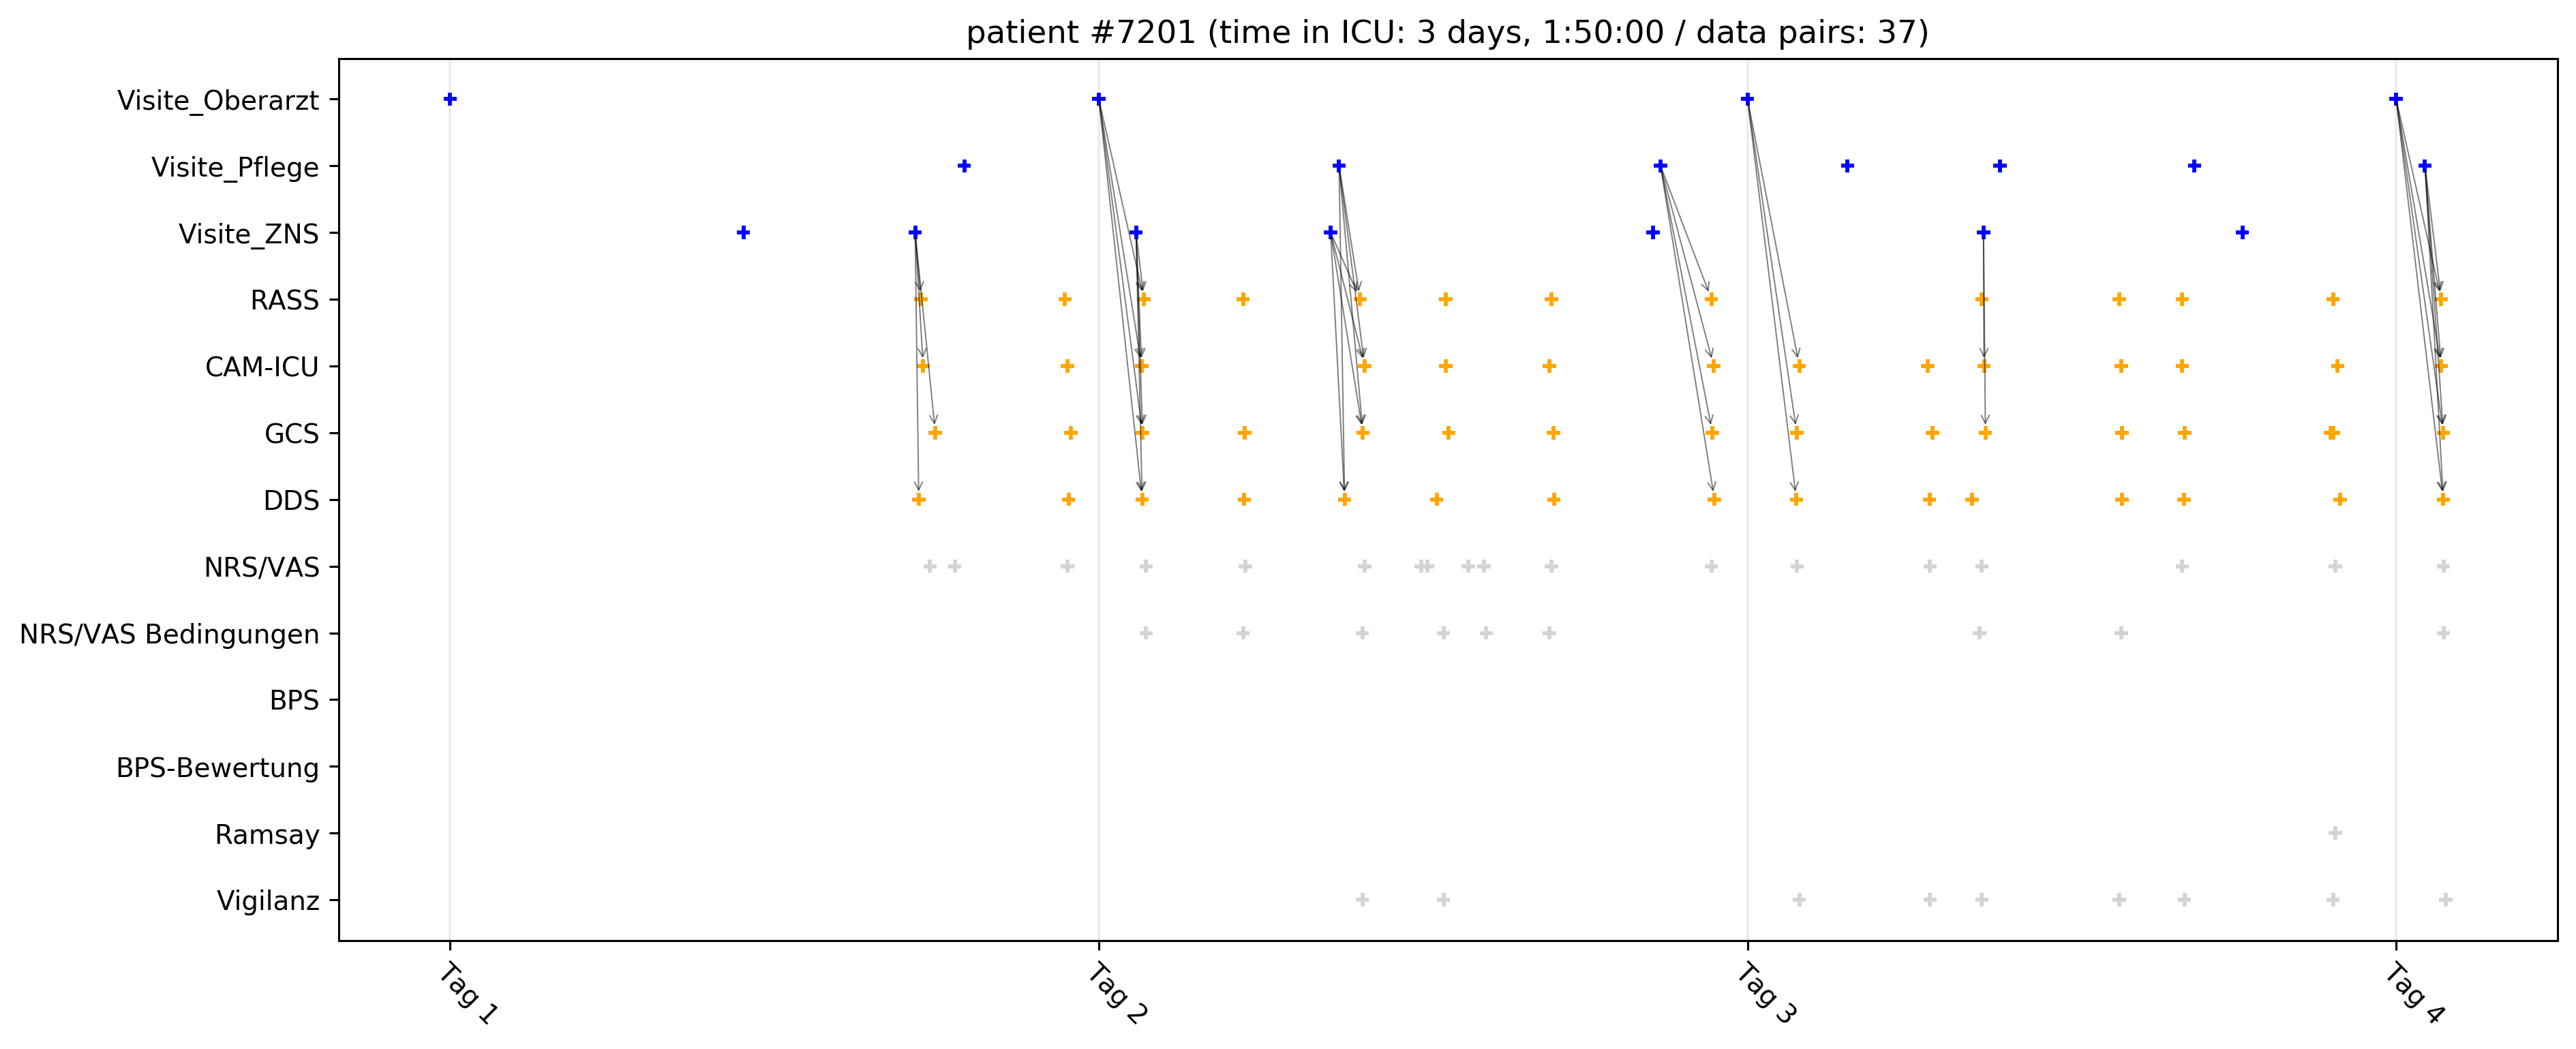 patient #7201 (time in ICU: 3 days, 1:50:00 / data pairs: 37)
Visite_Oberarzt
Visite_Pflege
Visite_ZNS
RASS
CAM-ICU
GCS
DDS
NRS/VAS
NRS/VAS Bedingungen
BPS
BPS-Bewertung
Ramsay
Vigilanz
Tag 1
Tag 2
Tag 3
Tag 4